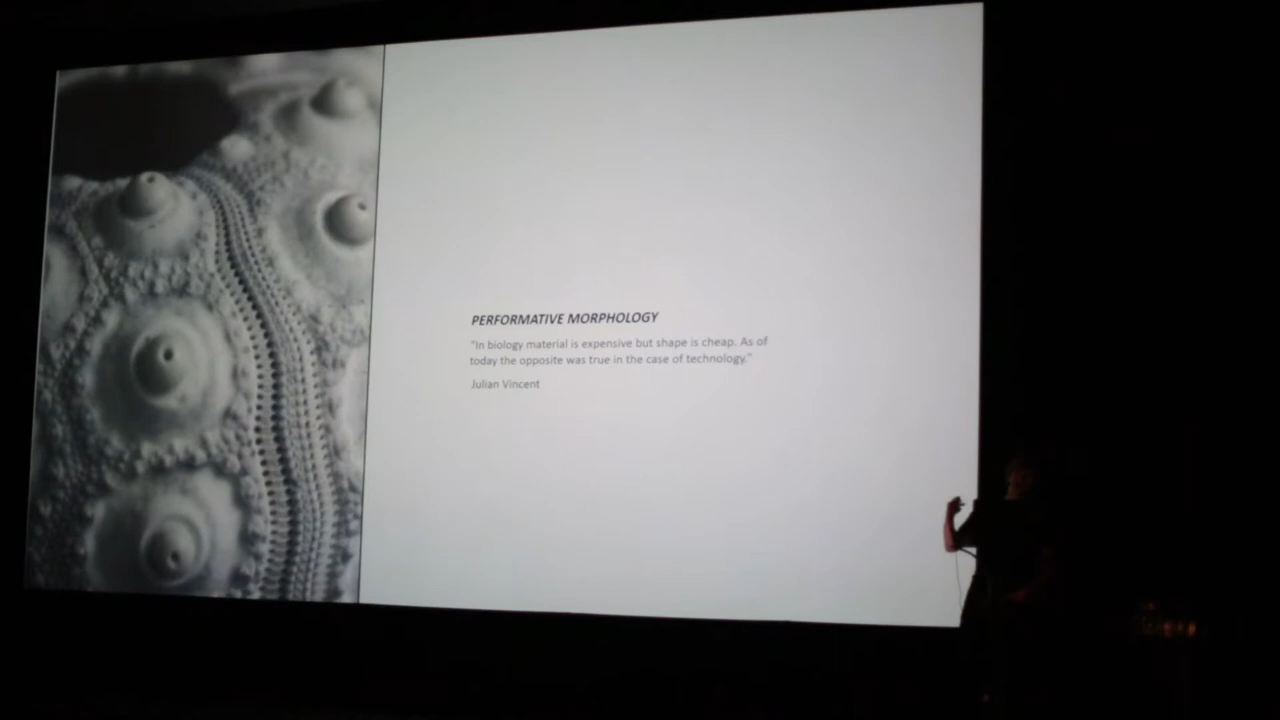 PERFORMATIVE MORPHOLOGY
"In biology material is expensive but shape is cheap. As of
today the opposite was true in the case of technology."
Julian Vincent